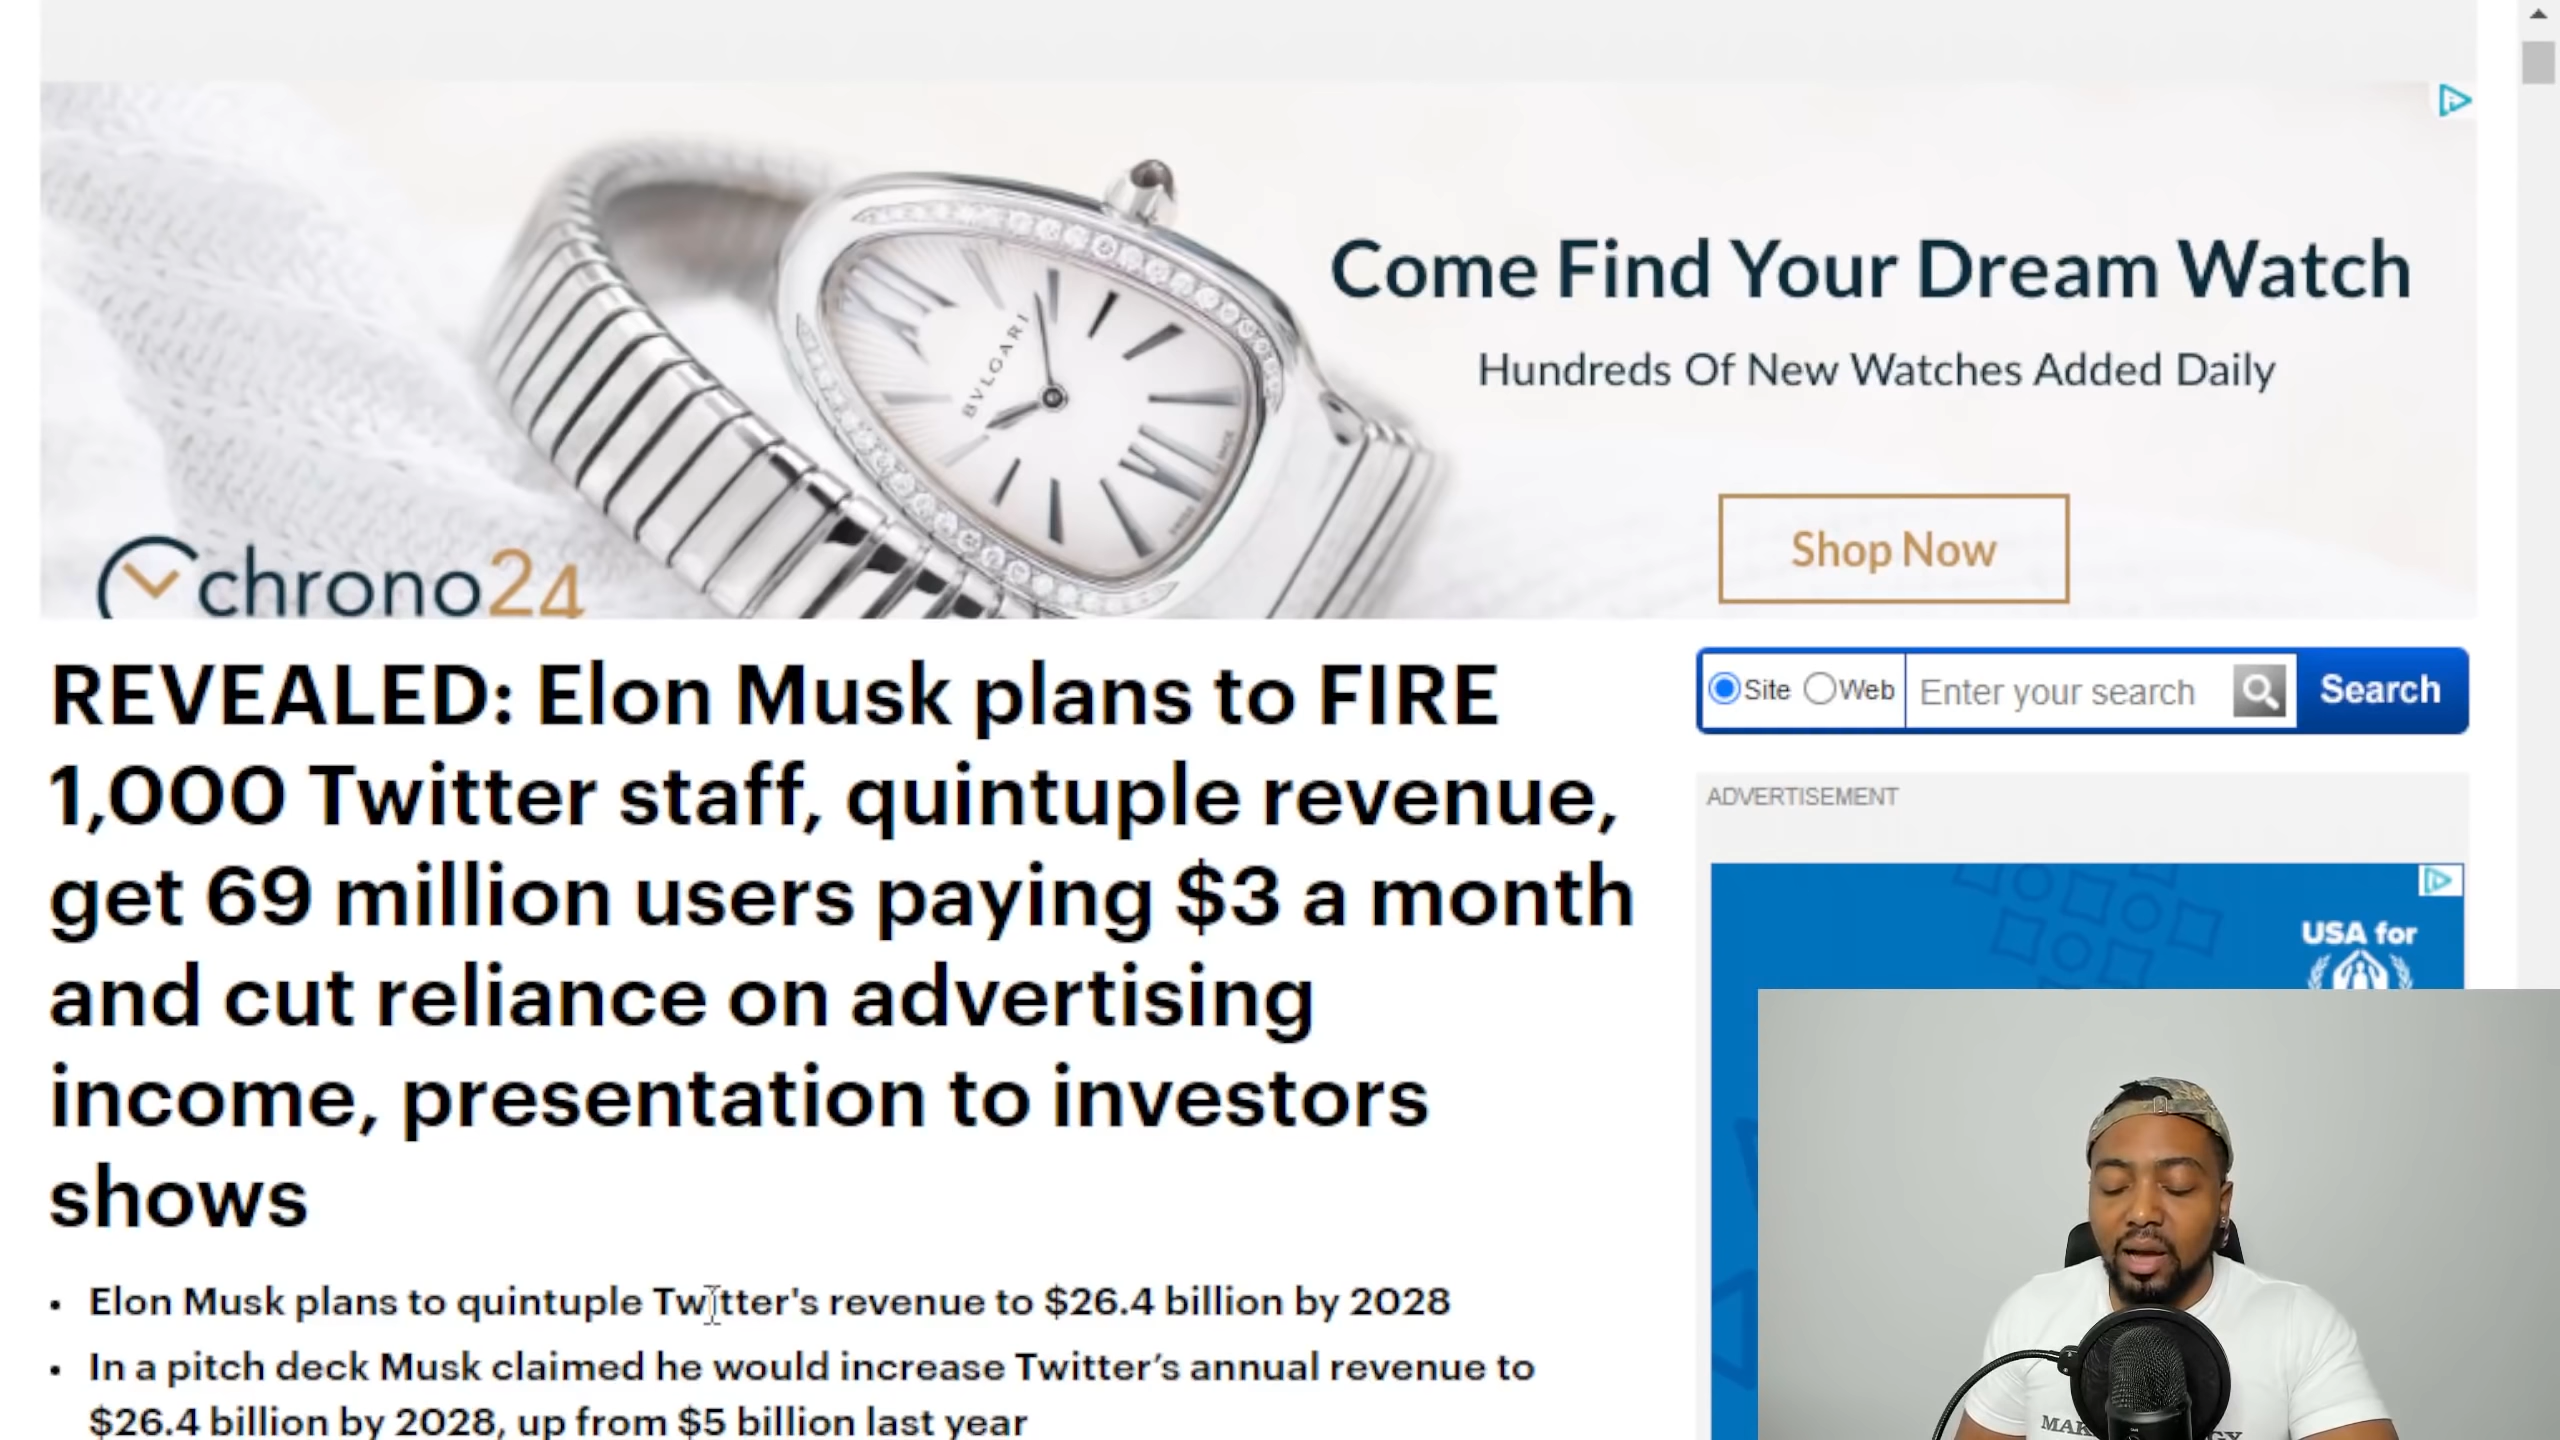 Come Find Your Dream Watch
Hundreds Of New Watches Added Daily
BVLGARI
Shop Now
chrono24
REVEALED: Elon Musk plans to FIRE
1,000 Twitter staff, quintuple revenue,
get 69 million users paying $3 a month
and cut reliance on advertising
income, presentation to investors
shows
• Elon Musk plans to quintuple Twitter's revenue to $26.4 billion by 2028
• In a pitch deck Musk claimed he would increase Twitter’s annual revenue to
$26.4 billion by 2028, up from $5 billion last year
Site Web Enter your search Search
ADVERTISEMENT
USA for